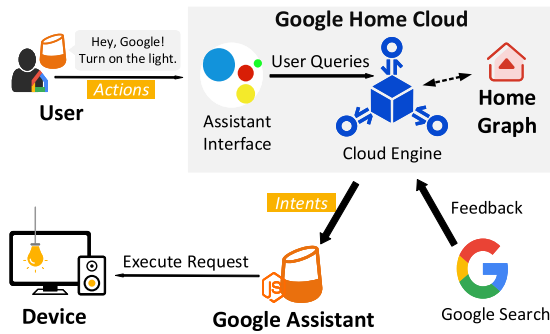 Google Home Cloud
Hey, Google!
Turn on the light.
Actions
User
User Queries
Assistant
Interface
Cloud Engine
Home
Graph
Intents
Feedback
Execute Request
JS
Device
Google Assistant
Google Search